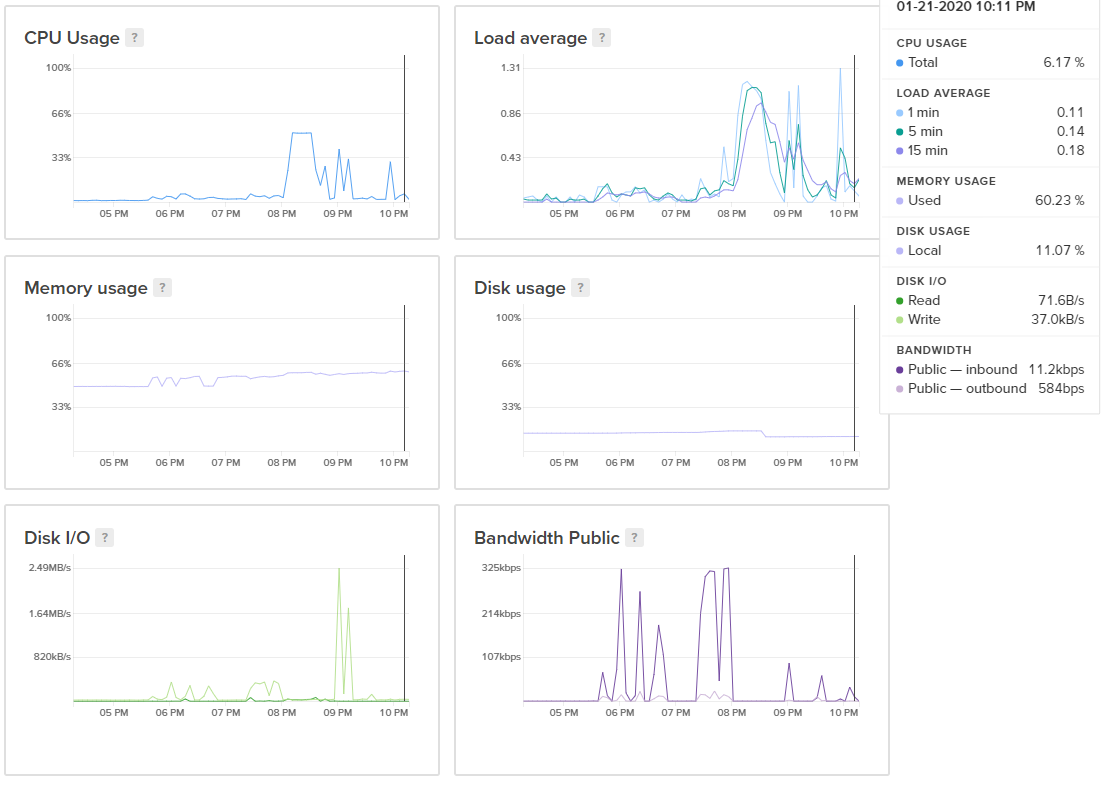 CPU Usage ?
100%
66%
33%
05 PM 06 PM 07 PM 08 PM 09 PM 10 PM
Load average ?
1.31
0.86
0.43
05 PM 06 PM 07 PM 08 PM 09 PM 10 PM
Memory usage ?
100%
66%
33%
05 PM 06 PM 07 PM 08 PM 09 PM 10 PM
Disk usage ?
100%
66%
33%
05 PM 06 PM 07 PM 08 PM 09 PM 10 PM
Disk I/O ?
2.49MB/s
1.64MB/s
820kB/s
05 PM 06 PM 07 PM 08 PM 09 PM 10 PM
Bandwidth Public ?
325kbps
214kbps
107kbps
05 PM 06 PM 07 PM 08 PM 09 PM 10 PM
01-21-2020 10:11 PM
CPU USAGE
Total 6.17 %
LOAD AVERAGE
1 min 0.11
5 min 0.14
15 min 0.18
MEMORY USAGE
Used 60.23 %
DISK USAGE
Local 11.07 %
DISK I/O
Read 71.6B/s
Write 37.0kB/s
BANDWIDTH
Public — inbound 11.2kbps
Public — outbound 584bps